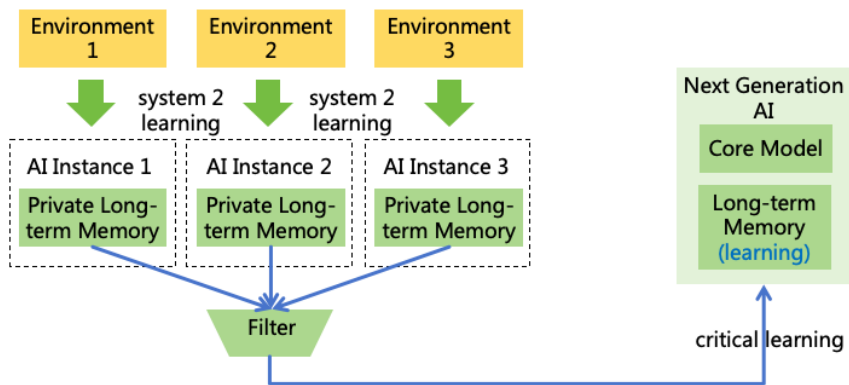 Environment
1
Environment
2
Environment
3
system 2
learning
system 2
learning
AI Instance 1
Private Long-
term Memory
AI Instance 2
Private Long-
term Memory
AI Instance 3
Private Long-
term Memory
Filter
Next Generation
AI
Core Model
Long-term
Memory
(learning)
critical learning